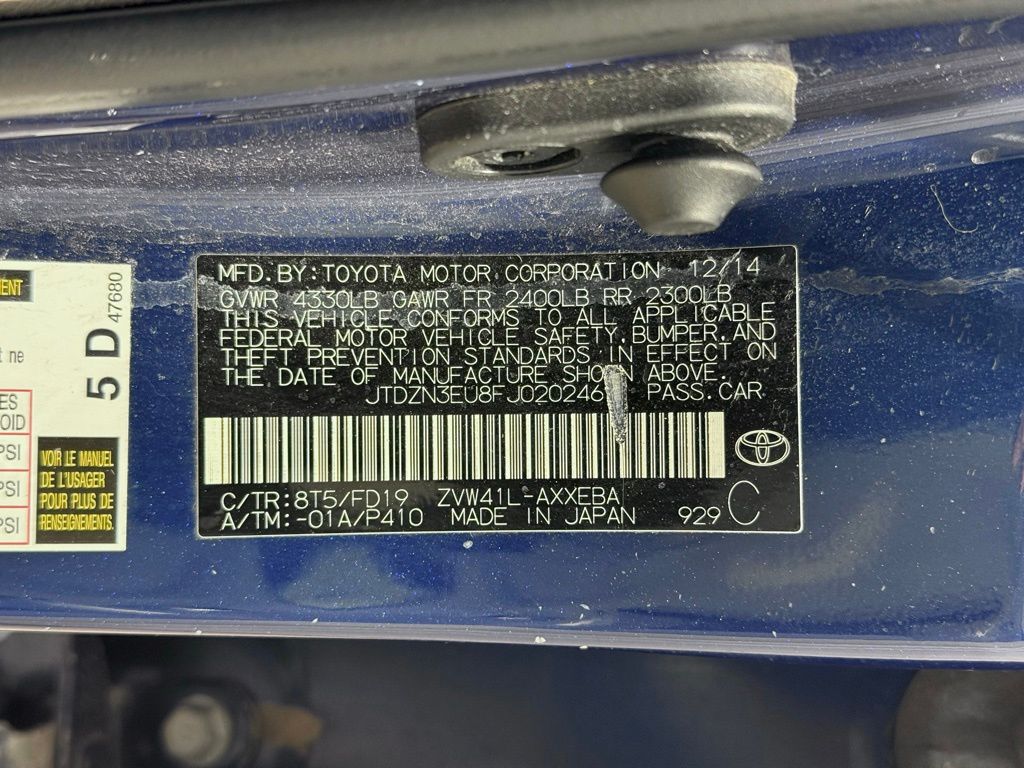 MFD.BY:TOYOTA MOTOR CORPORATION 12/14
GVWR 4330LB GAWR FR 2400LB RR 2300LB
THIS VEHICLE CONFORMS TO ALL APPLICABLE
FEDERAL MOTOR VEHICLE SAFETY,BUMPER,AND
THEFT PREVENTION STANDARDS IN EFFECT ON
THE DATE OF MANUFACTURE SHOWN ABOVE.
JTDZN3EU8FJ020246 PASS.CAR
C/TR:8T5/FD19 ZVW41L-AXXEBA
A/TM:-01A/P410 MADE IN JAPAN 929 C
5 D 47680
PSI
PSI
PSI
VOIR LE MANUEL
DE L'USAGER
POUR PLUS DE
RENSEIGNEMENTS.